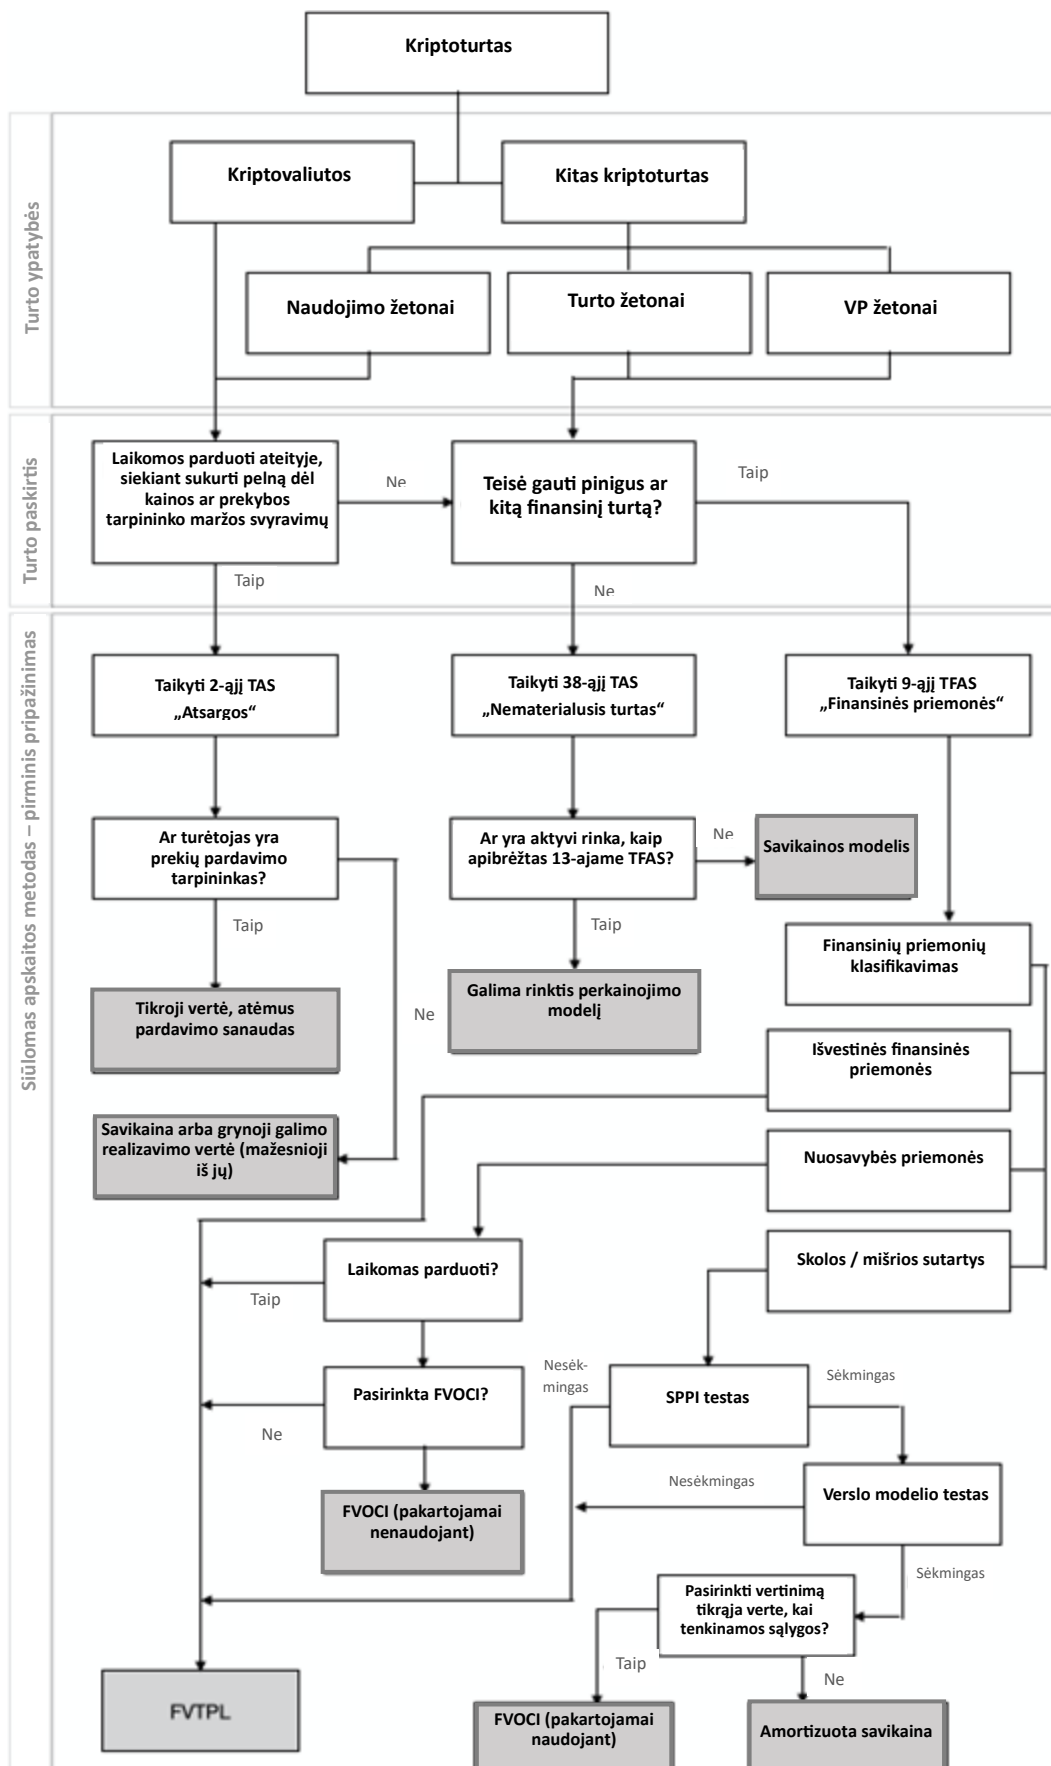 Kriptoturtas
Turto ypatybės
Kriptovaliutos
Kitas kriptoturtas
Naudojimo žetonai
Turto žetonai
VP žetonai
Turto paskirtis
Laikomos parduoti ateityje,
siekiant sukurti pelną dėl
kainos ar prekybos
tarpininko maržos svyravimų
Ne
Teisė gauti pinigus ar
kitą finansinį turtą?
Taip
Taip
Ne
Siūlomas apskaitos metodas – pirminis pripažinimas
Taikyti 2-ąjį TAS
„Atsargos“
Taikyti 38-ąjį TAS
„Nematerialusis turtas“
Taikyti 9-ąjį TFAS
„Finansinės priemonės“
Ar turėtojas yra
prekių pardavimo
tarpininkas?
Ar yra aktyvi rinka, kaip
apibrėžtas 13-ajame TFAS?
Ne
Savikainos modelis
Taip
Taip
Finansinių priemonių
klasifikavimas
Tikroji vertė, atėmus
pardavimo sanaudas
Ne
Galima rinktis perkainojimo
modelį
Išvestinės finansinės
priemonės
Savikaina arba grynoji galimo
realizavimo vertė (mažesnioji
iš jų)
Nuosavybės priemonės
Laikomas parduoti?
Taip
Skolos / mišrios sutartys
Pasirinkta FVOCI?
Ne
Nesėk-
mingas
SPPI testas
Sėkmingas
Nesėkmingas
Verslo modelio testas
FVOCI (pakartojamai
nenaudojant)
Sėkmingas
Pasirinkti vertinimą
tikrąja verte, kai
tenkinamos sąlygos?
Taip
Ne
FVTPL
FVOCI (pakartojamai
naudojant)
Amortizuota savikaina